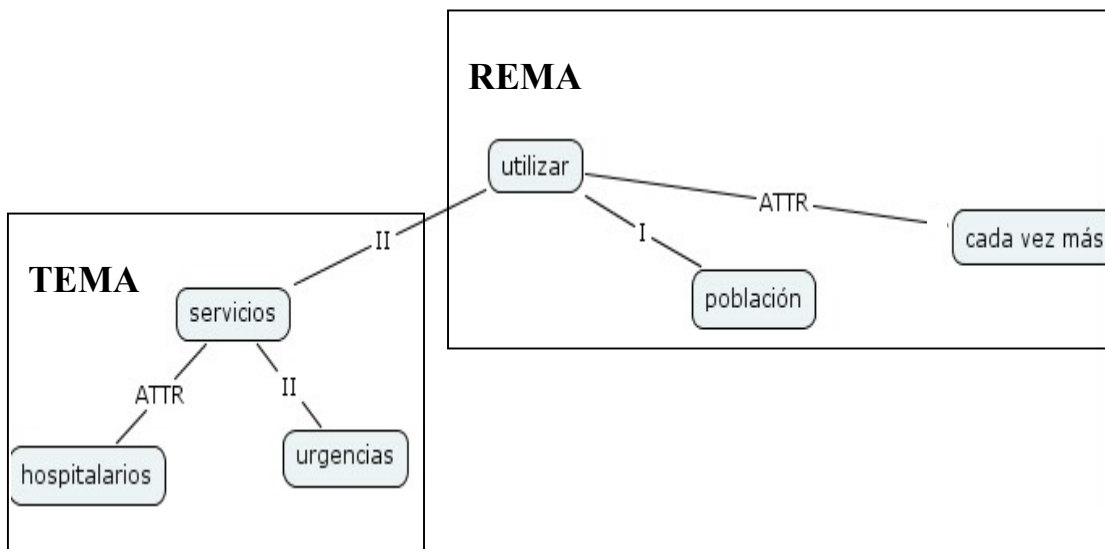 REMA
utilizar
ATTR
cada vez más
II
I
TEMA
población
servicios
ATTR
II
urgencias
hospitalarios